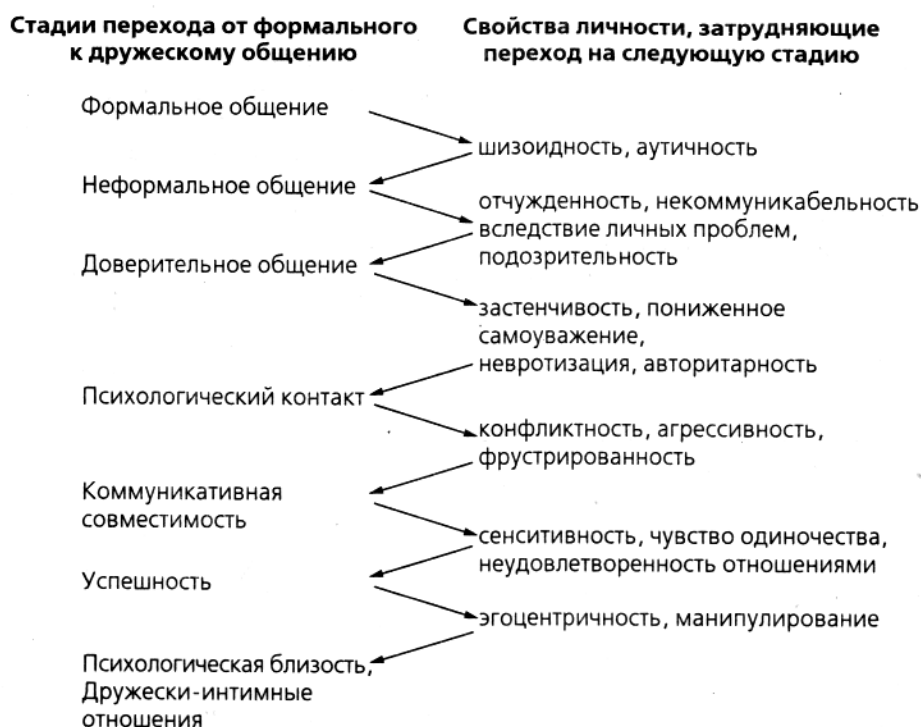 Стадии перехода от формального
к дружескому общению
Свойства личности, затрудняющие
переход на следующую стадию
Формальное общение
шизоидность, аутичность
Неформальное общение
отчужденность, некоммуникабельность
вследствие личных проблем,
подозрительность
Доверительное общение
застенчивость, пониженное
самоуважение,
невротизация, авторитарность
Психологический контакт
конфликтность, агрессивность,
фрустрированность
Коммуникативная
совместимость
сенситивность, чувство одиночества,
неудовлетворенность отношениями
Успешность
эгоцентричность, манипулирование
Психологическая близость,
Дружески-интимные
отношения